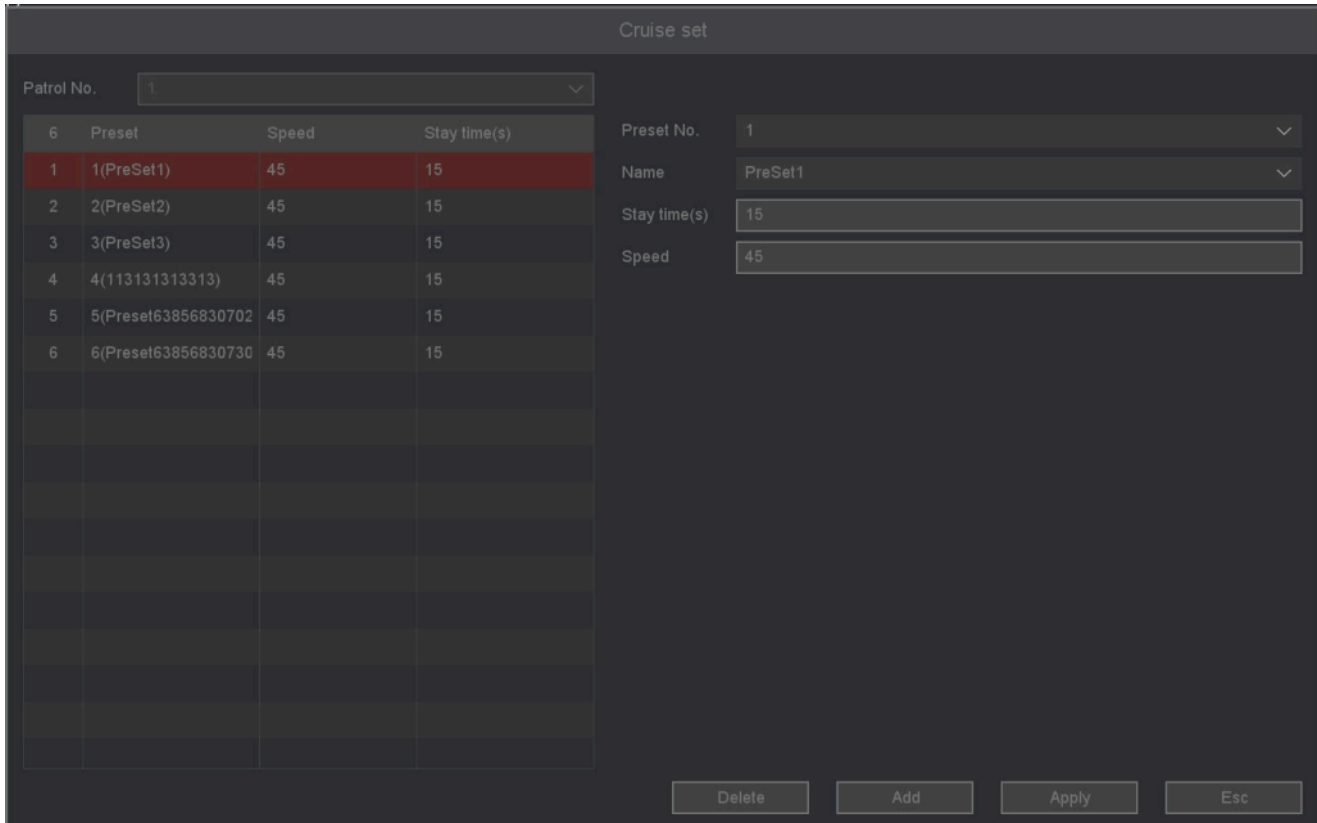 Cruise set
Patrol No. 1
6 Preset Speed Stay time(s)
1 1(PreSet1) 45 15
2 2(PreSet2) 45 15
3 3(PreSet3) 45 15
4 4(113131313313) 45 15
5 5(Preset63856830702 45 15
6 6(Preset63856830730 45 15
Preset No. 1
Name PreSet1
Stay time(s) 15
Speed 45
Delete Add Apply Esc